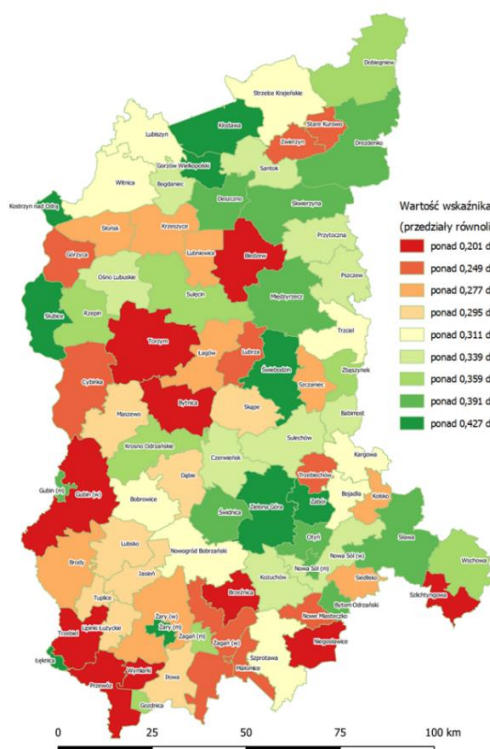 Dobiegniew
Strzelce Krajeńskie
Kłodawa
Stare Kurowo
Zwierzyn
Drezdenko
Lubiszyn
Gorzów Wielkopolski
Santok
Witnica
Bogdaniec
Kostrzyn nad Odrą
Deszczno
Skwierzyna
Słońsk
Krzeszyce
Przytoczna
Górzyca
Lubniewice
Bledzew
Ośno Lubuskie
Pszczew
Słubice
Rzepin
Sulęcin
Międzyrzecz
Trzciel
Torzym
Łagów
Lubrza
Świebodzin
Szczaniec
Zbąszynek
Cybinka
Bytnica
Skąpe
Babimost
Maszewo
Sulechów
Krosno Odrzańskie
Czerwieńsk
Kargowa
Trzebiechów
Gubin (m)
Gubin (w)
Dąbie
Bobrowice
Świdnica
Zielona Góra
Zabór
Bojadła
Kolsko
Nowogród Bobrzański
Otyń
Sława
Lubsko
Nowa Sól (w)
Nowa Sól (m)
Wschowa
Brody
Jasień
Kożuchów
Siedlisko
Szlichtyngowa
Tuplice
Brzeźnica
Bytom Odrzański
Nowe Miasteczko
Trzebiel
Lipinki Łużyckie
Żary (w)
Żary (m)
Żagań (m)
Żagań (w)
Niegosławice
Szprotawa
Łęknica
Wymiarki
Małomice
Przewóz
Iłowa
Gozdnica
Wartość wskaźnika
(przedziały równoli
ponad 0,201 d
ponad 0,249 d
ponad 0,277 d
ponad 0,295 d
ponad 0,311 d
ponad 0,339 d
ponad 0,359 d
ponad 0,391 d
ponad 0,427 d
0 25 50 75 100 km